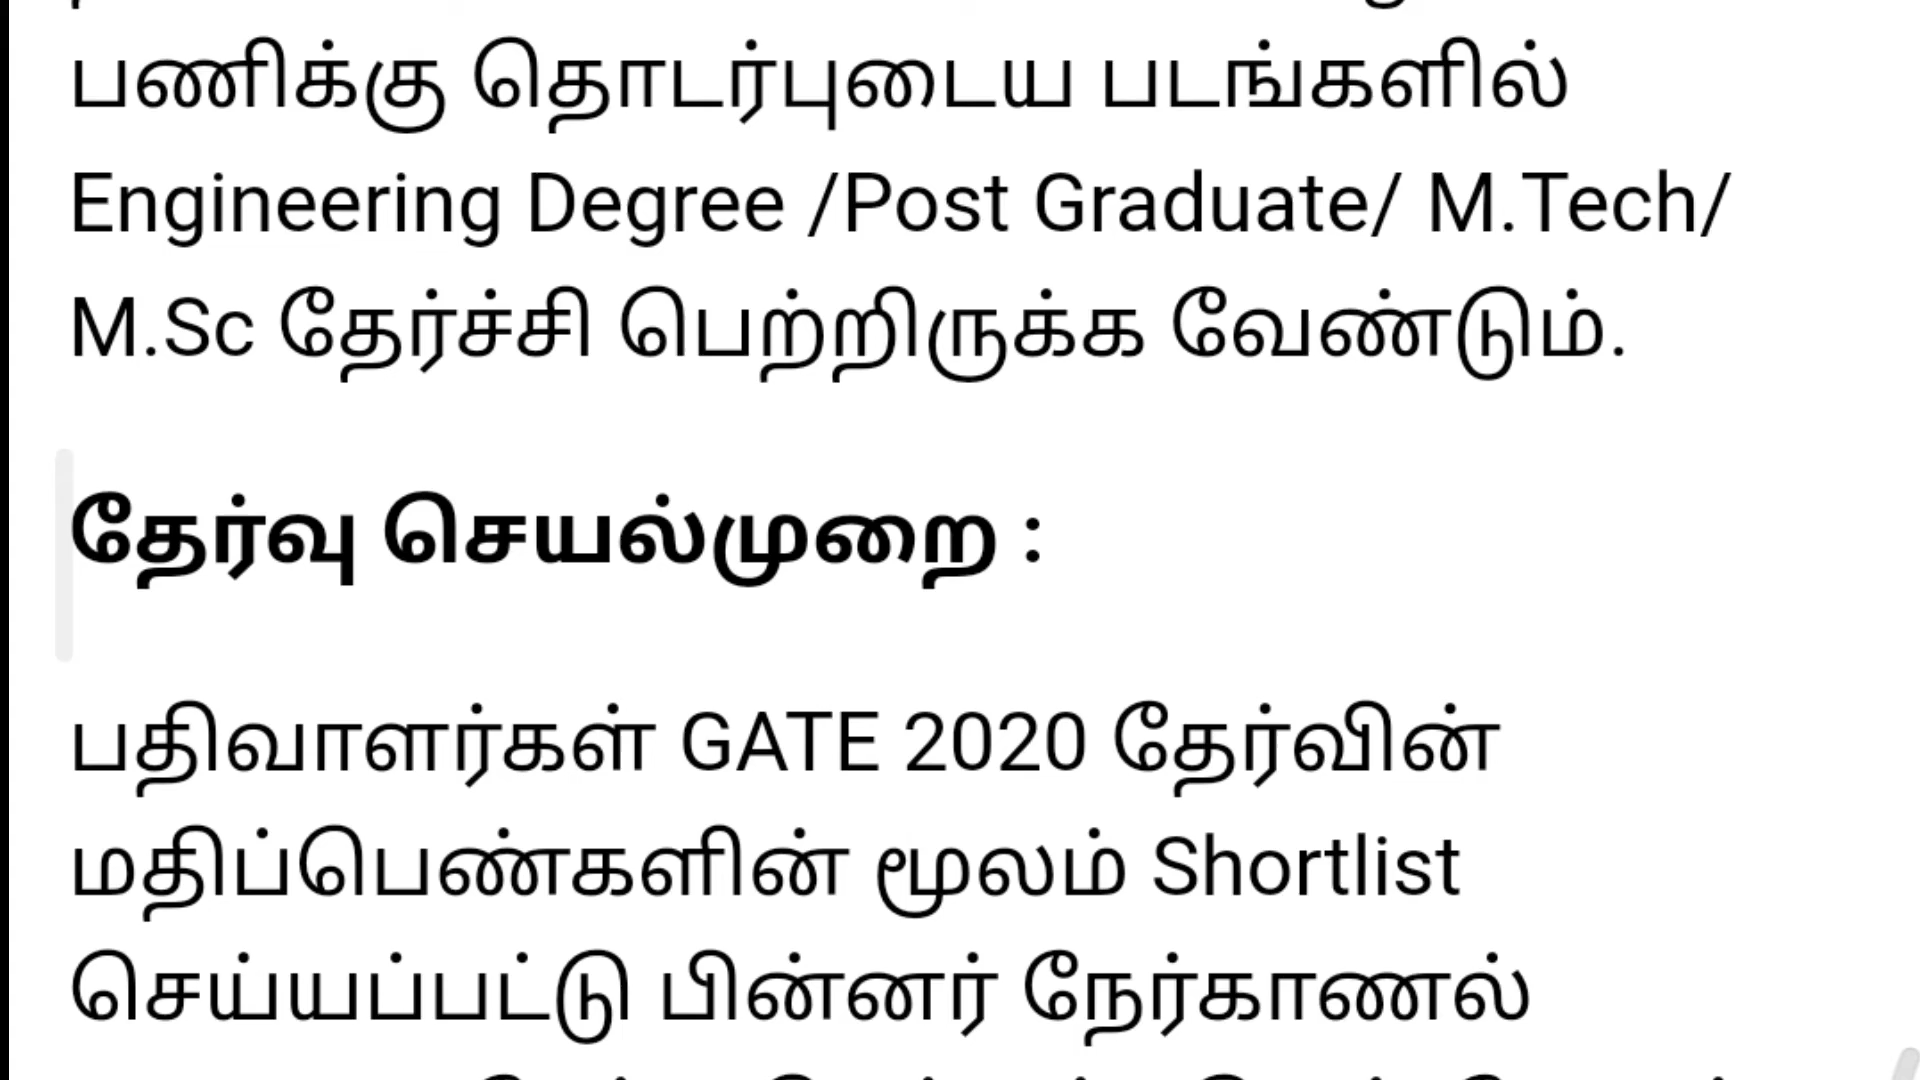 பணிக்கு தொடர்புடைய படங்களில்
Engineering Degree /Post Graduate/ M.Tech/
M.Sc தேர்ச்சி பெற்றிருக்க வேண்டும்.
தேர்வு செயல்முறை :
பதிவாளர்கள் GATE 2020 தேர்வின்
மதிப்பெண்களின் மூலம் Shortlist
செய்யப்பட்டு பின்னர் நேர்காணல்